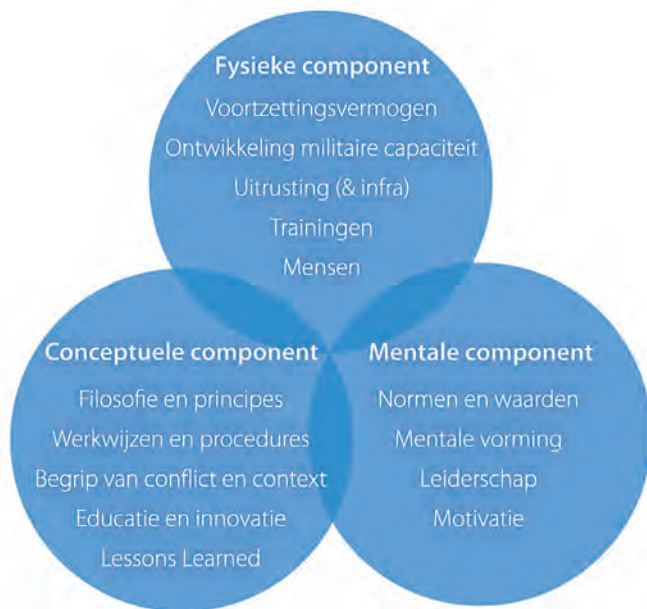 Fysieke component
Voortzettingsvermogen
Ontwikkeling militaire capaciteit
Uitrusting (& infra)
Trainingen
Mensen
Conceptuele component
Filosofie en principes
Werkwijzen en procedures
Begrip van conflict en context
Educatie en innovatie
Lessons Learned
Mentale component
Normen en waarden
Mentale vorming
Leiderschap
Motivatie